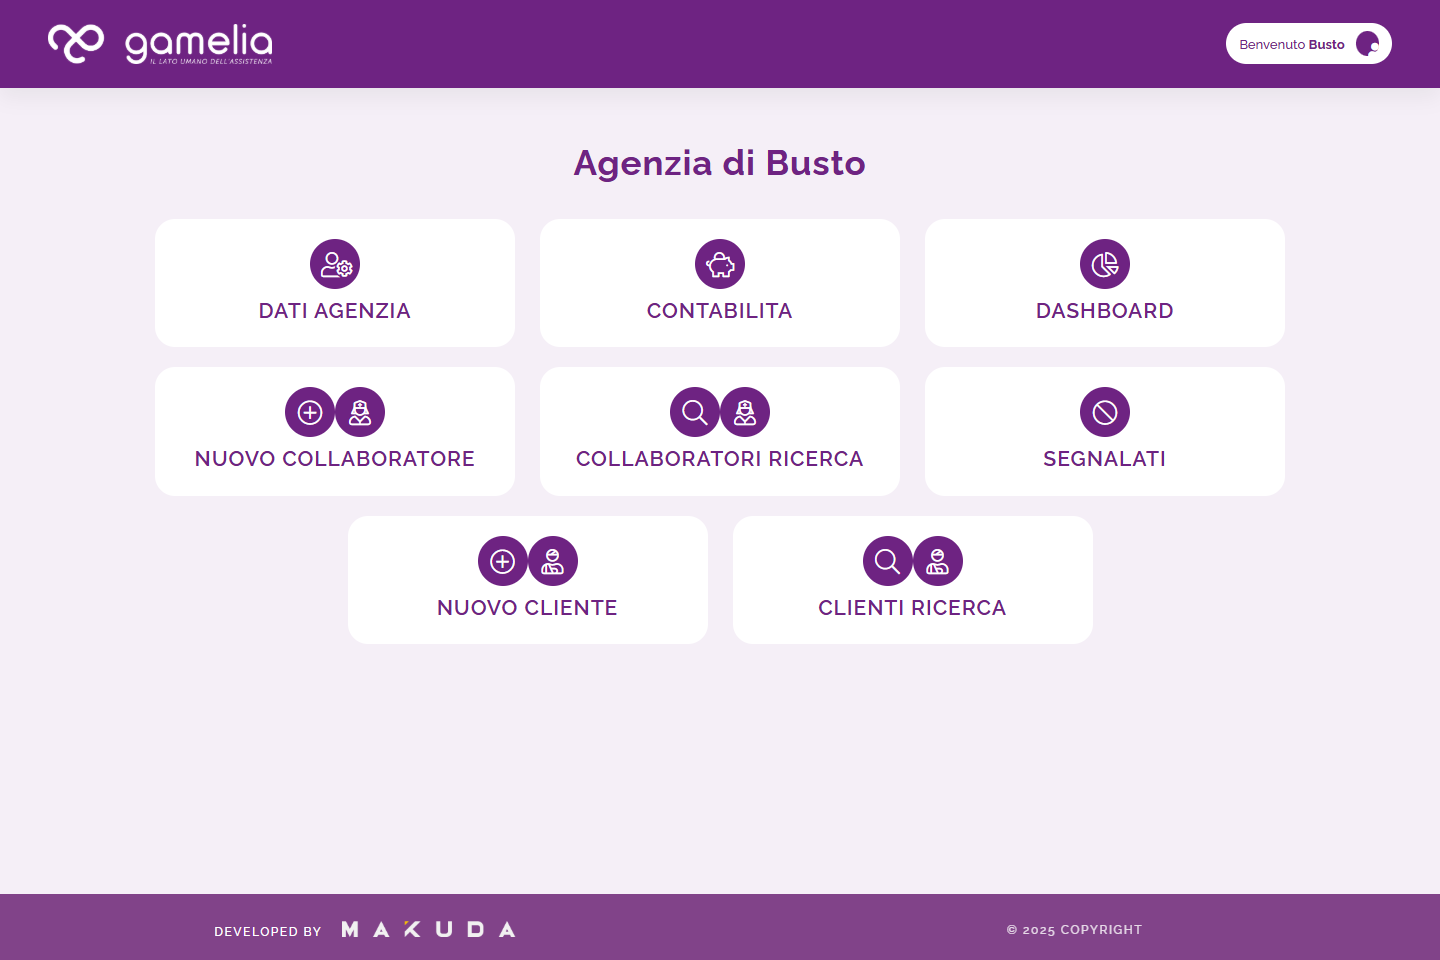 gamelia
IL LATO UMANO DELL'ASSISTENZA
Benvenuto Busto
Agenzia di Busto
DATI AGENZIA
CONTABILITA
DASHBOARD
NUOVO COLLABORATORE
COLLABORATORI RICERCA
SEGNALATI
NUOVO CLIENTE
CLIENTI RICERCA
DEVELOPED BY MAKUDA
© 2025 COPYRIGHT